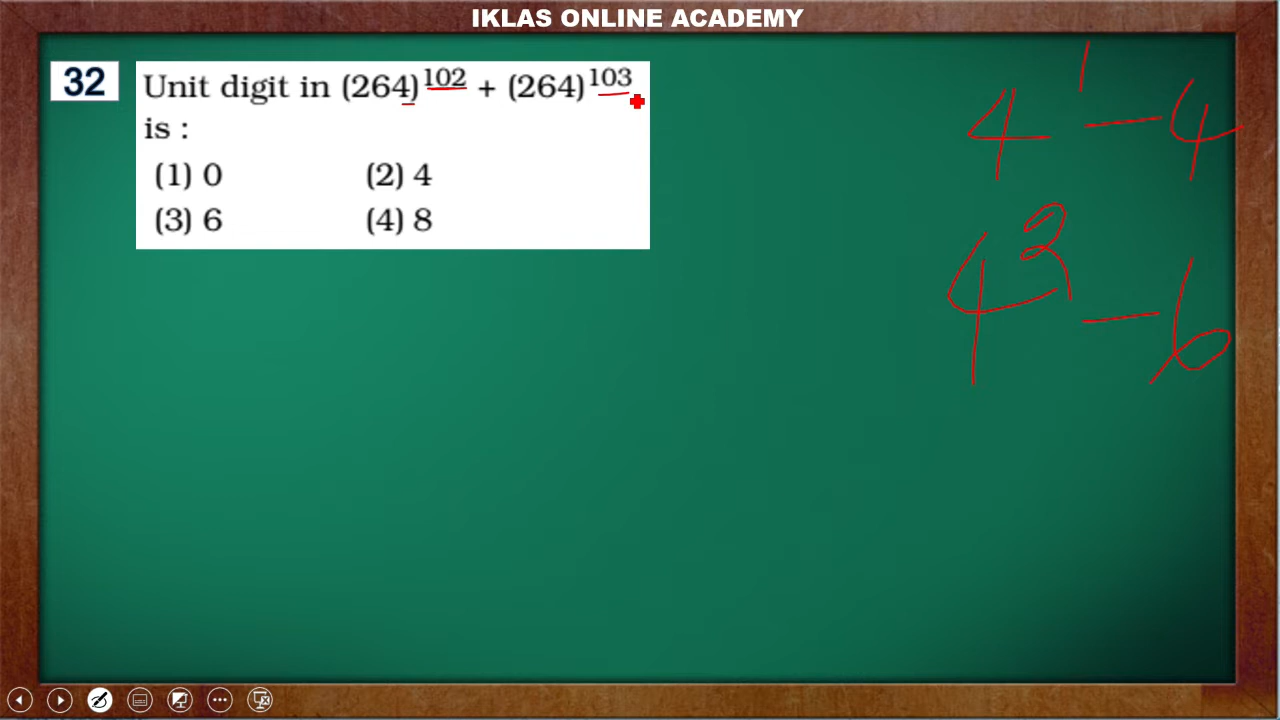 IKLAS ONLINE ACADEMY
32
Unit digit in (264)^102 + (264)^103
is :
(1) 0 (2) 4
(3) 6 (4) 8
4^1 — 4
4^2 — 6